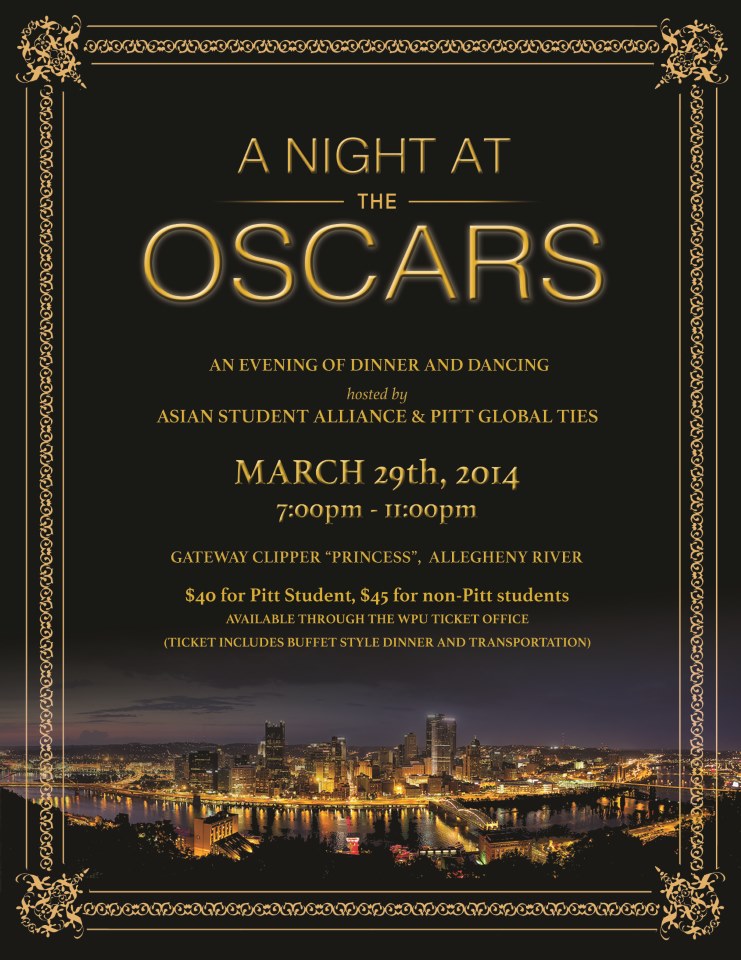 A NIGHT AT
THE
OSCARS
AN EVENING OF DINNER AND DANCING
hosted by
ASIAN STUDENT ALLIANCE & PITT GLOBAL TIES
MARCH 29th, 2014
7:00pm - 11:00pm
GATEWAY CLIPPER “PRINCESS”, ALLEGHENY RIVER
$40 for Pitt Student, $45 for non-Pitt students
AVAILABLE THROUGH THE WPU TICKET OFFICE
(TICKET INCLUDES BUFFET STYLE DINNER AND TRANSPORTATION)